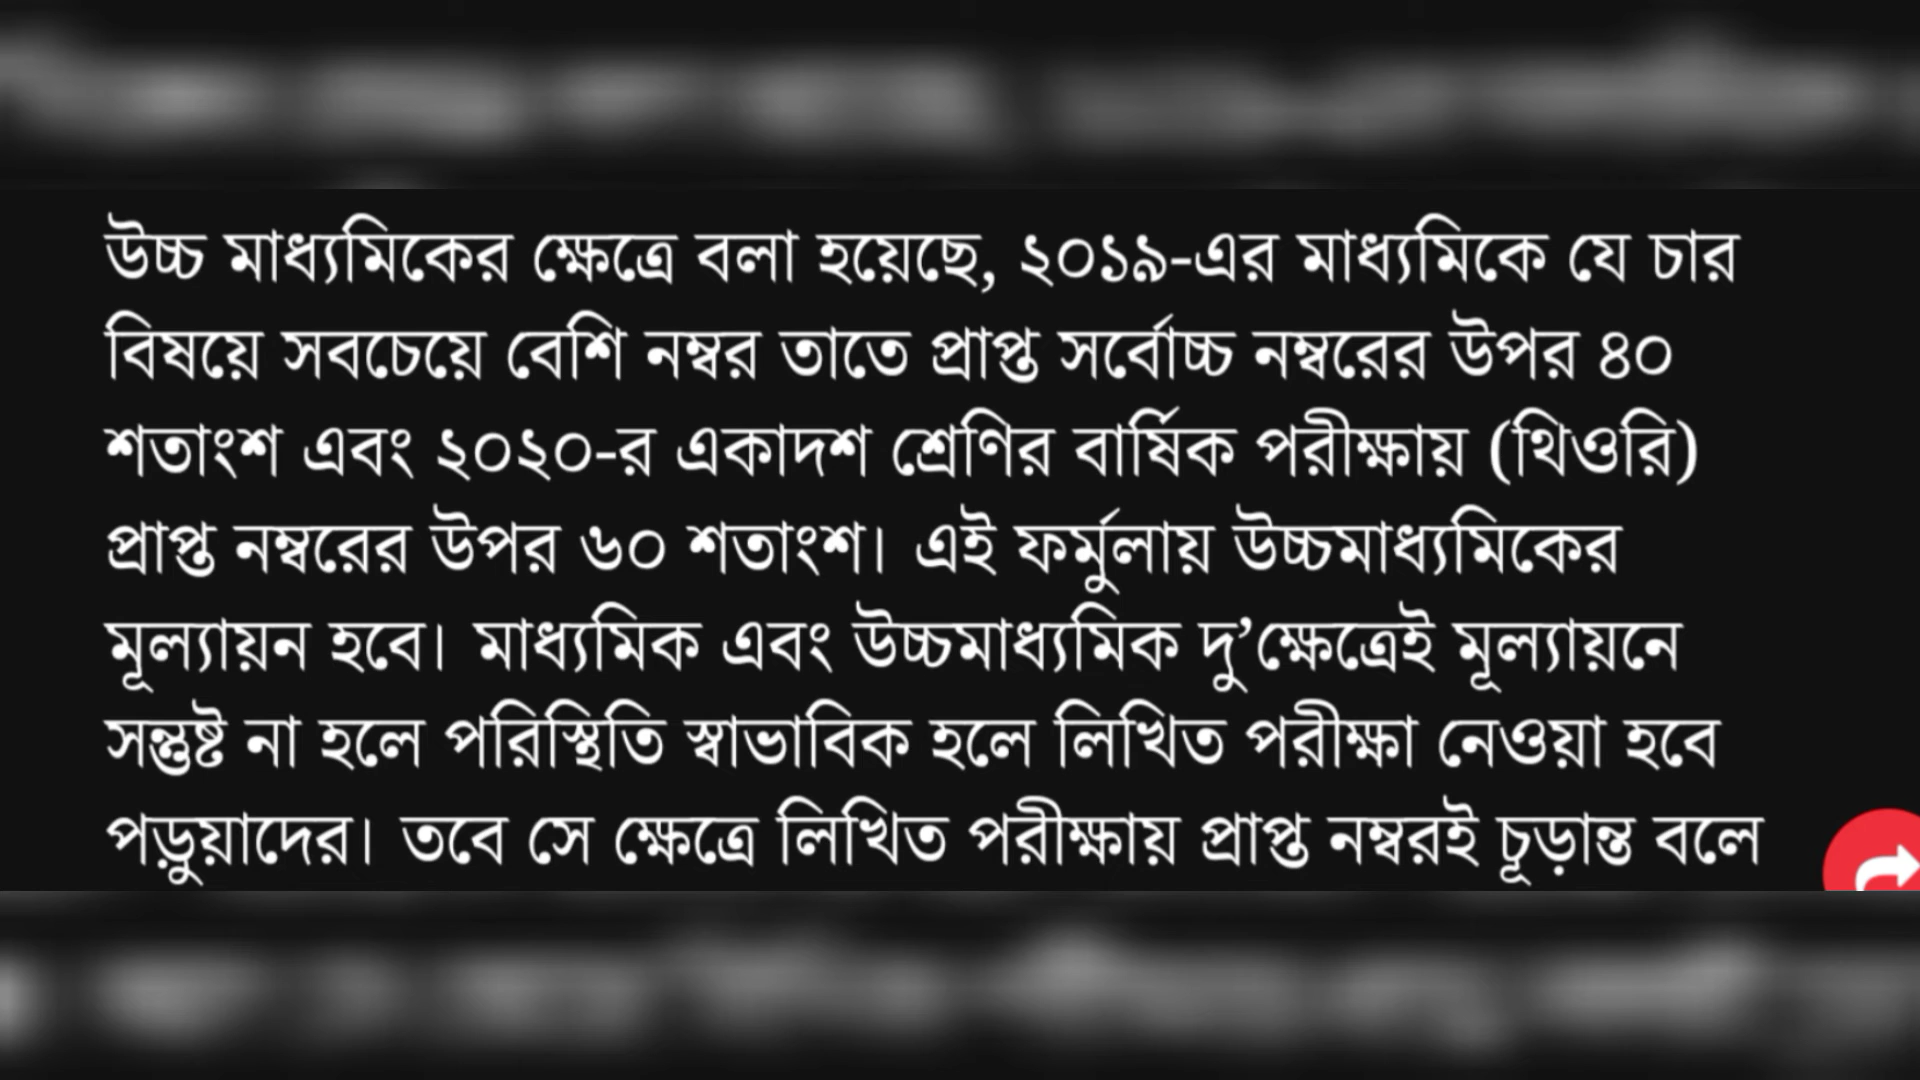 উচ্চ মাধ্যমিকের ক্ষেত্রে বলা হয়েছে, ২০১৯-এর মাধ্যমিকে যে চার
বিষয়ে সবচেয়ে বেশি নম্বর তাতে প্রাপ্ত সর্বোচ্চ নম্বরের উপর ৪০
শতাংশ এবং ২০২০-র একাদশ শ্রেণির বার্ষিক পরীক্ষায় (থিওরি)
প্রাপ্ত নম্বরের উপর ৬০ শতাংশ। এই ফর্মুলায় উচ্চমাধ্যমিকের
মূল্যায়ন হবে। মাধ্যমিক এবং উচ্চমাধ্যমিক দু’ক্ষেত্রেই মূল্যায়নে
সন্তুষ্ট না হলে পরিস্থিতি স্বাভাবিক হলে লিখিত পরীক্ষা নেওয়া হবে
পড়ুয়াদের। তবে সে ক্ষেত্রে লিখিত পরীক্ষায় প্রাপ্ত নম্বরই চূড়ান্ত বলে